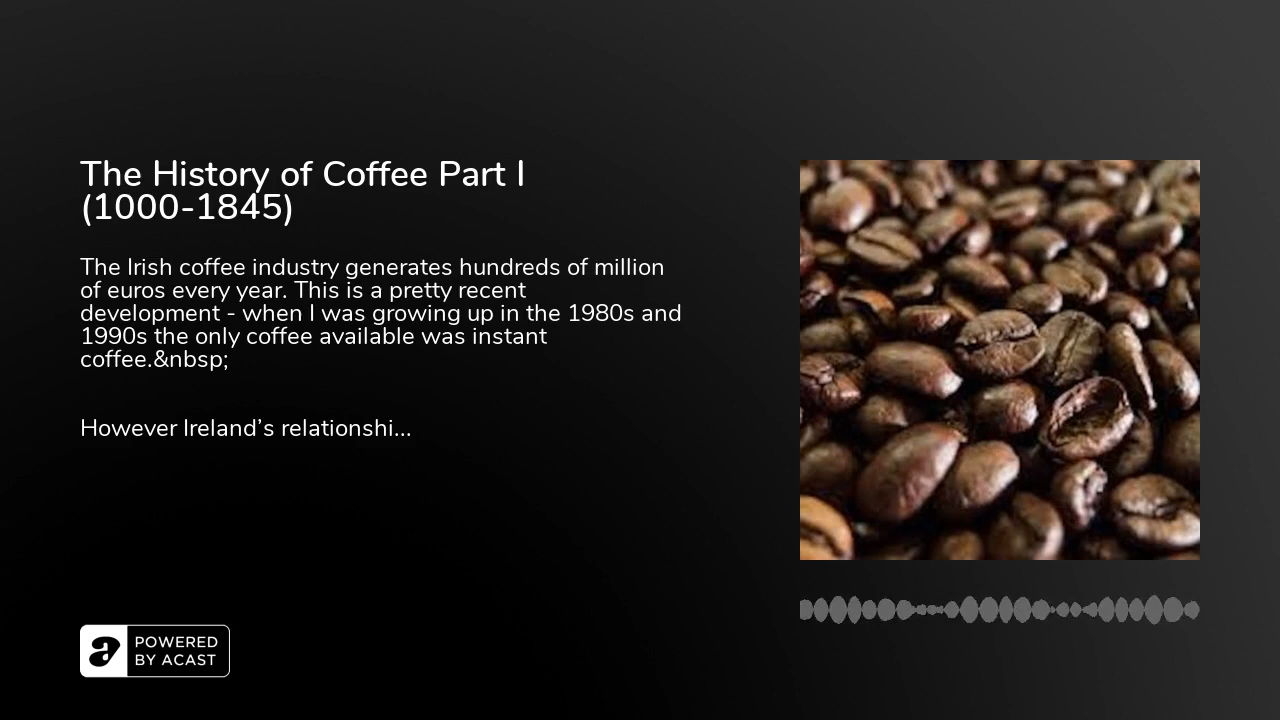 The History of Coffee Part I
(1000-1845)
The Irish coffee industry generates hundreds of million
of euros every year. This is a pretty recent
development - when I was growing up in the 1980s and
1990s the only coffee available was instant
coffee.&nbsp;
However Ireland’s relationshi...
POWERED
BY ACAST